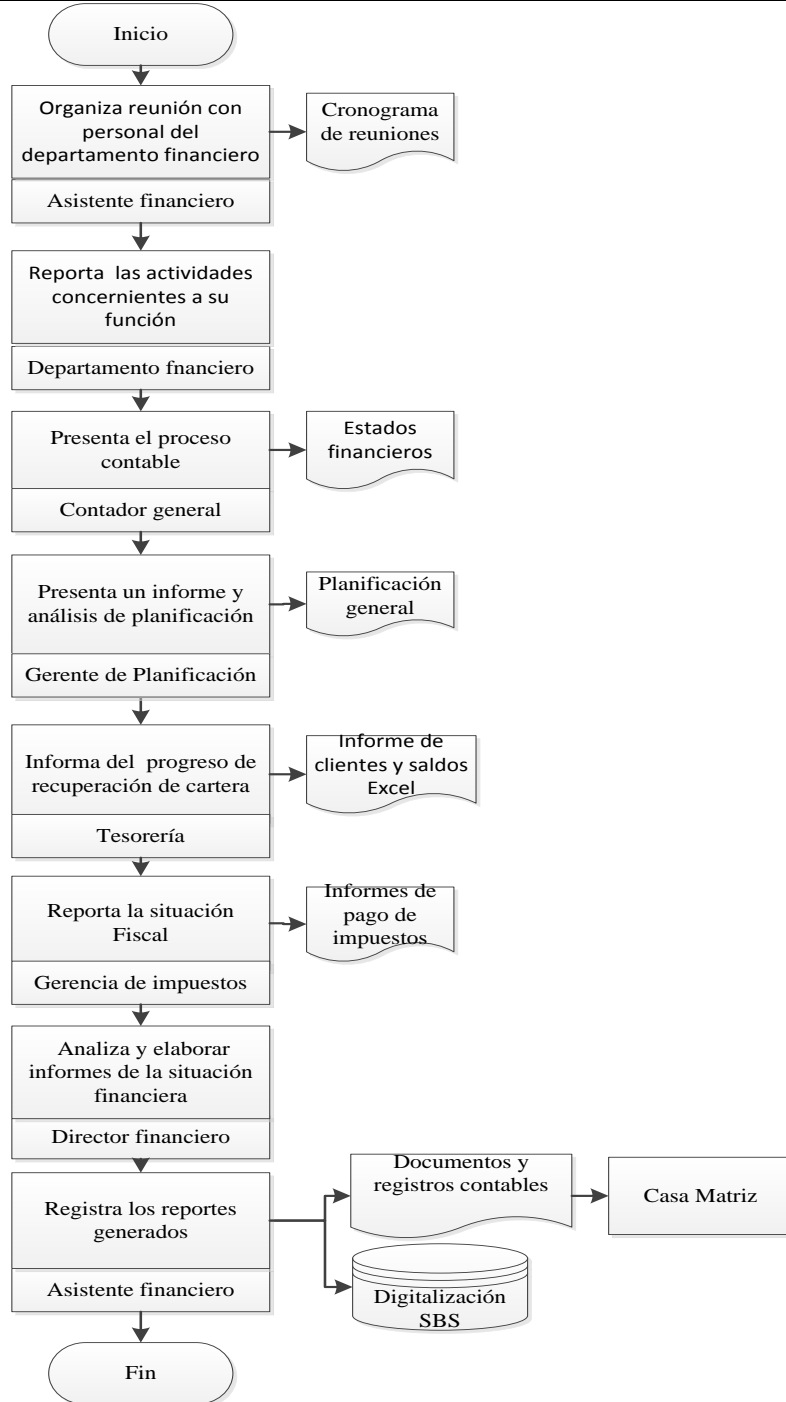 Inicio
Organiza reunión con
personal del
departamento financiero
Cronograma
de reuniones
Asistente financiero
Reporta las actividades
concernientes a su
función
Departamento fnanciero
Presenta el proceso
contable
Estados
financieros
Contador general
Presenta un informe y
análisis de planificación
Planificación
general
Gerente de Planificación
Informa del progreso de
recuperación de cartera
Informe de
clientes y saldos
Excel
Tesorería
Reporta la situación
Fiscal
Informes de
pago de
impuestos
Gerencia de impuestos
Analiza y elaborar
informes de la situación
financiera
Director financiero
Registra los reportes
generados
Documentos y
registros contables
Casa Matriz
Digitalización
SBS
Asistente financiero
Fin